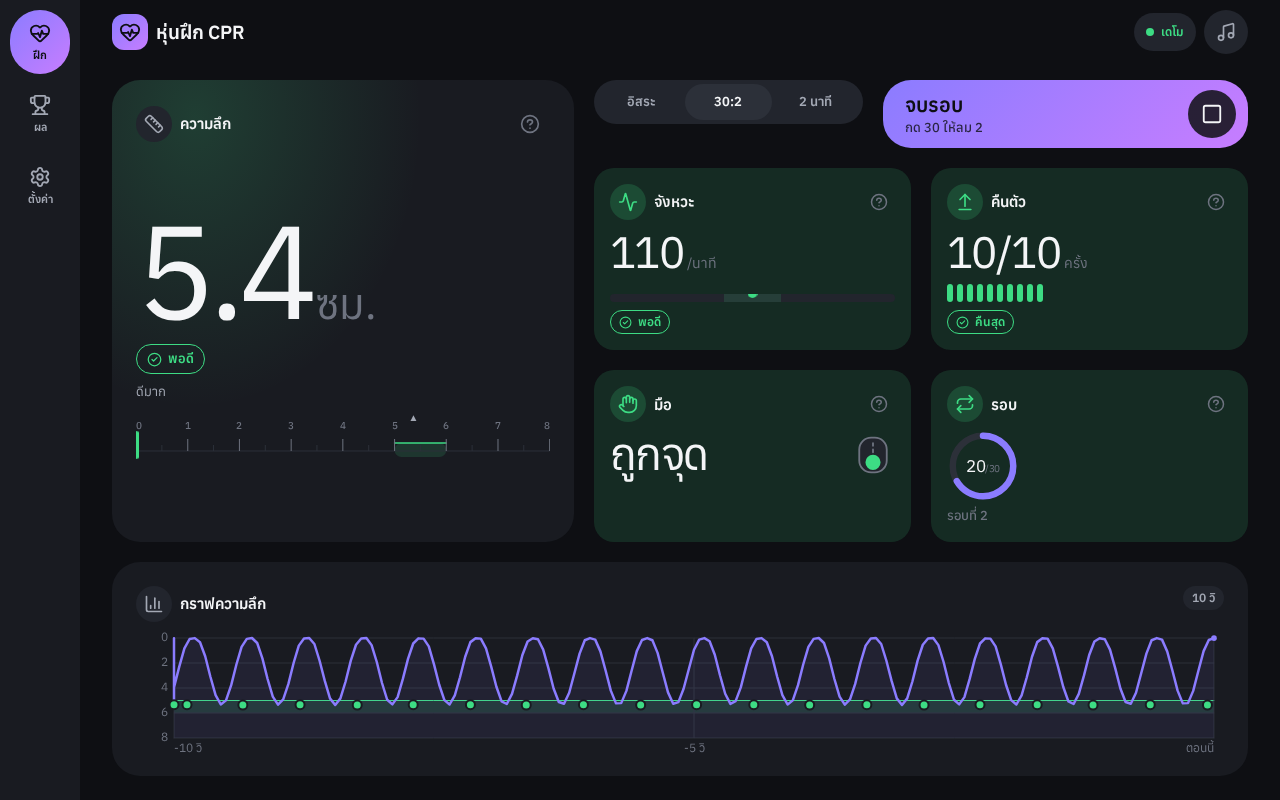 ฝึก
ผล
ตั้งค่า
หุ่นฝึก CPR
เดโม
ความลึก
5.4 ซม.
พอดี
ดีมาก
0 1 2 3 4 5 6 7 8
อิสระ 30:2 2 นาที
จบรอบ
กด 30 ให้ลม 2
จังหวะ
110 /นาที
พอดี
คืนตัว
10/10 ครั้ง
คืนสุด
มือ
ถูกจุด
รอบ
20/30
รอบที่ 2
กราฟความลึก
10 วิ
0
2
4
6
8
-10 วิ -5 วิ ตอนนี้